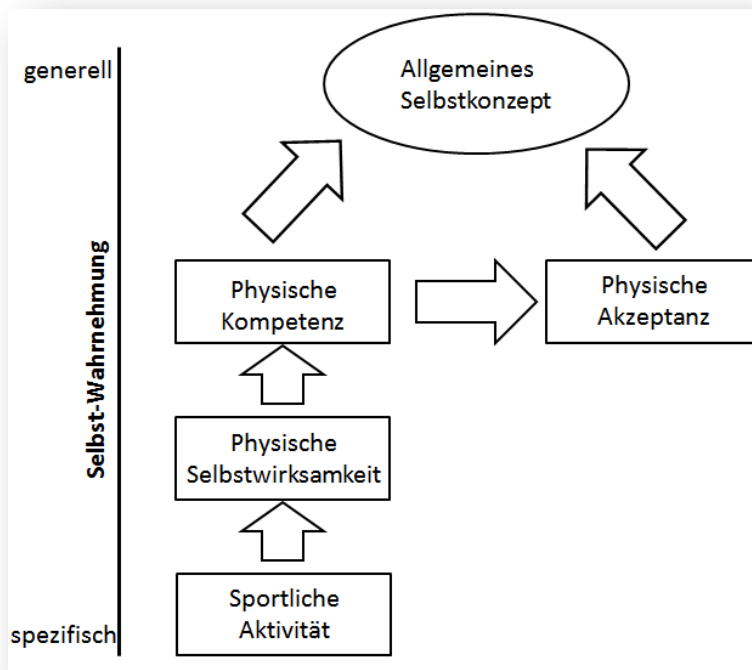 generell
Allgemeines
Selbstkonzept
Selbst-Wahrnehmung
Physische
Kompetenz
Physische
Akzeptanz
Physische
Selbstwirksamkeit
Sportliche
Aktivität
spezifisch